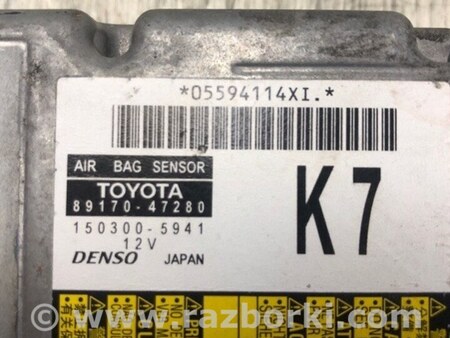 *05594114XI.*
AIR BAG SENSOR
TOYOTA
89170-47280
150300-5941
12V
DENSO JAPAN
K7
www.razborki.com